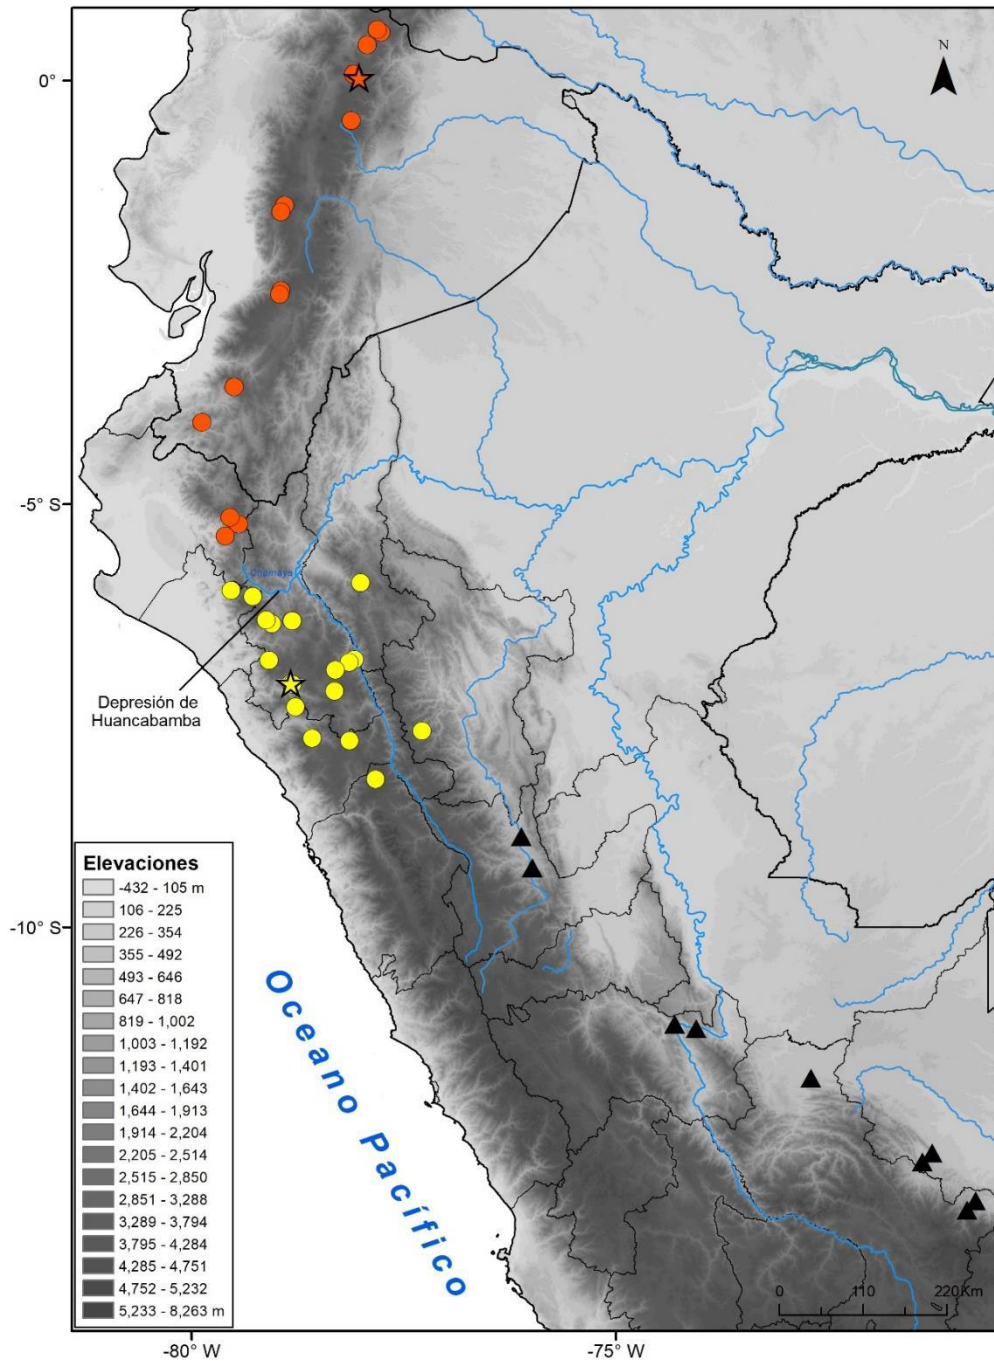 N
0°
-5° S
Chamaya
Depresión de
Huancabamba
-10° S
Oceano Pacífico
Elevaciones
-432 - 105 m
106 - 225
226 - 354
355 - 492
493 - 646
647 - 818
819 - 1,002
1,003 - 1,192
1,193 - 1,401
1,402 - 1,643
1,644 - 1,913
1,914 - 2,204
2,205 - 2,514
2,515 - 2,850
2,851 - 3,288
3,289 - 3,794
3,795 - 4,284
4,285 - 4,751
4,752 - 5,232
5,233 - 8,263 m
0 110 220 Km
-80° W
-75° W